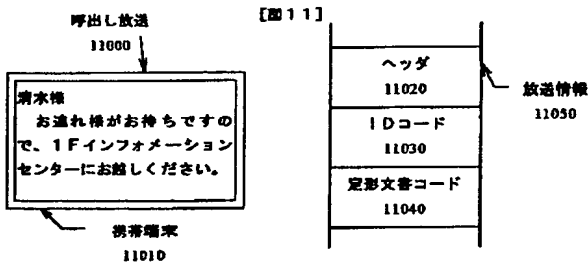 [図11]
呼出し放送
11000
清水様
お連れ様がお待ちですの
で、1Fインフォメーション
センターにお越しください。
携帯端末
11010
ヘッダ
11020
IDコード
11030
定形文書コード
11040
放送情報
11050